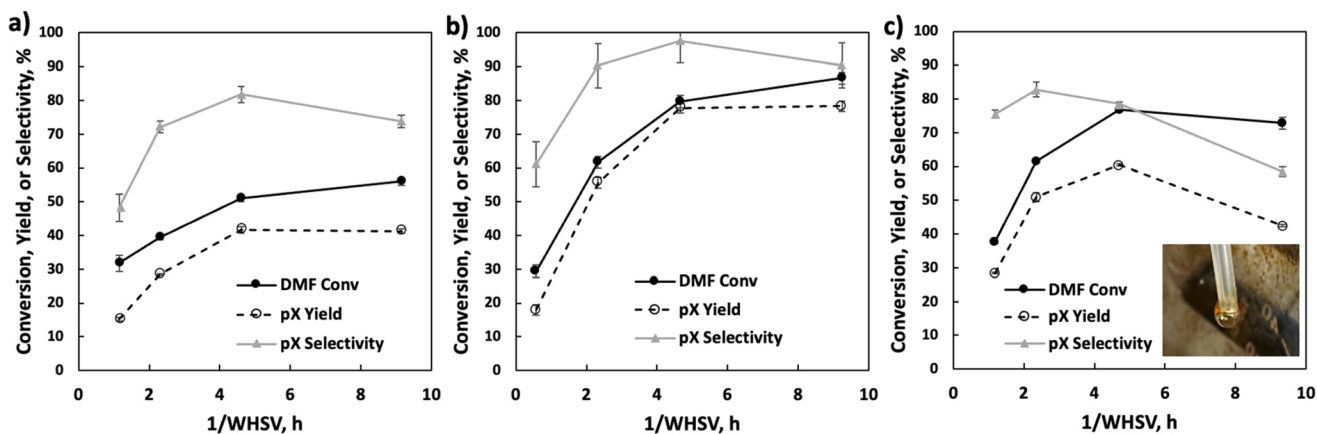 a)
Conversion, Yield, or Selectivity, %
100
90
80
70
60
50
40
30
20
10
0
0 2 4 6 8 10
1/WHSV, h
DMF Conv
pX Yield
pX Selectivity
b)
Conversion, Yield, or Selectivity, %
100
90
80
70
60
50
40
30
20
10
0
0 2 4 6 8 10
1/WHSV, h
DMF Conv
pX Yield
pX Selectivity
c)
Conversion, Yield, or Selectivity, %
100
90
80
70
60
50
40
30
20
10
0
0 2 4 6 8 10
1/WHSV, h
DMF Conv
pX Yield
pX Selectivity